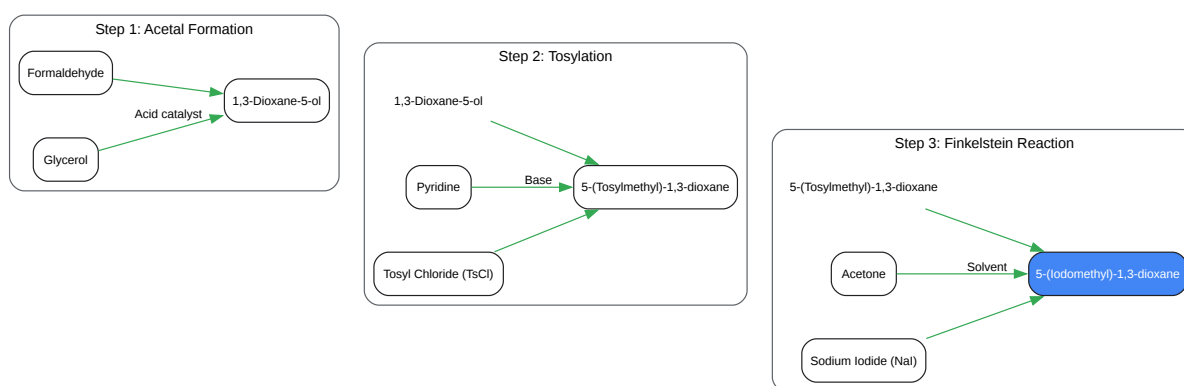 Step 1: Acetal Formation
Formaldehyde
1,3-Dioxane-5-ol
Acid catalyst
Glycerol
Step 2: Tosylation
1,3-Dioxane-5-ol
Pyridine
Base
5-(Tosylmethyl)-1,3-dioxane
Tosyl Chloride (TsCl)
Step 3: Finkelstein Reaction
5-(Tosylmethyl)-1,3-dioxane
Acetone
Solvent
5-(Iodomethyl)-1,3-dioxane
Sodium Iodide (NaI)